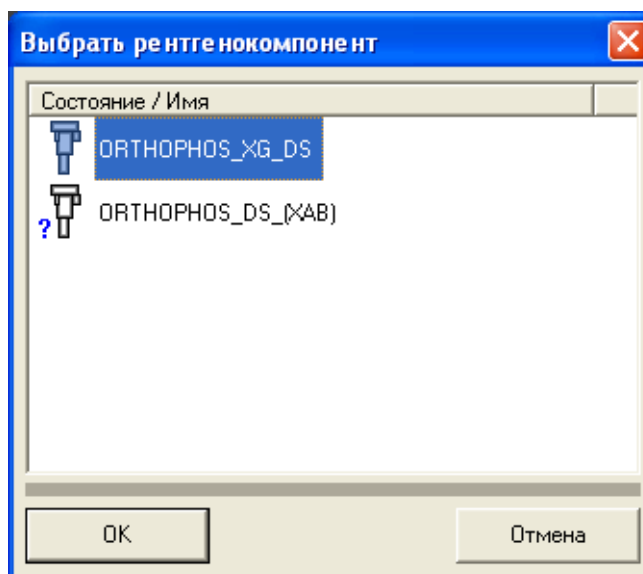 Выбрать рентгенокомпонент
Состояние / Имя
ORTHOPHOS_XG_DS
? ORTHOPHOS_DS_(XAB)
OK Отмена